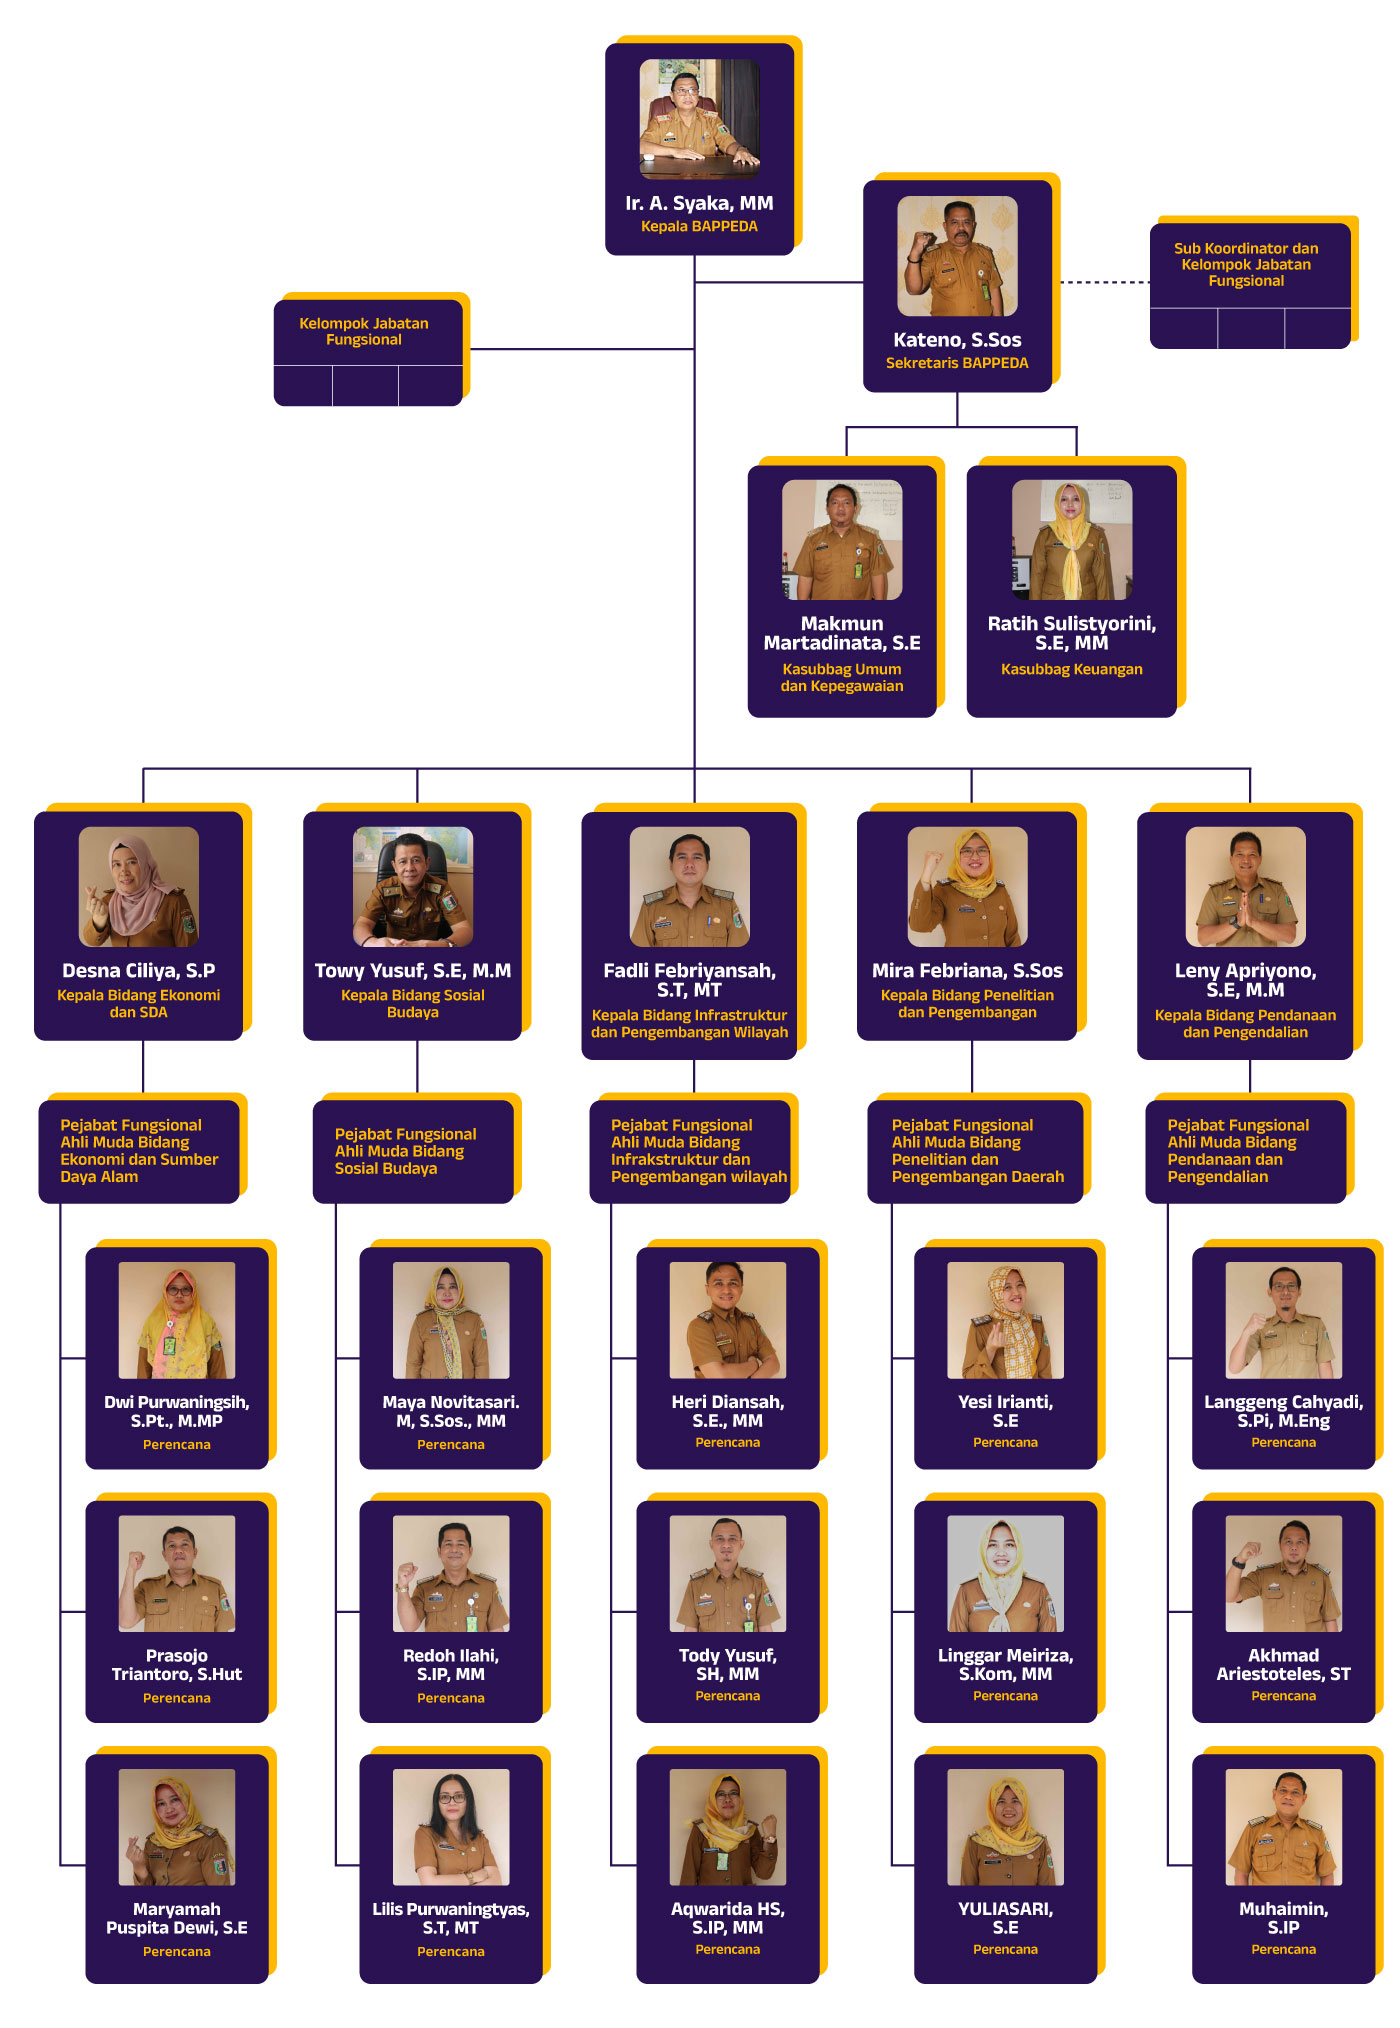 Ir. A. Syaka, MM
Kepala BAPPEDA
Kateno, S.Sos
Sekretaris BAPPEDA
Sub Koordinator dan
Kelompok Jabatan
Fungsional
Kelompok Jabatan
Fungsional
Makmun
Martadinata, S.E
Kasubbag Umum
dan Kepegawaian
Ratih Sulistyorini,
S.E, MM
Kasubbag Keuangan
Desna Ciliya, S.P
Kepala Bidang Ekonomi
dan SDA
Towy Yusuf, S.E, M.M
Kepala Bidang Sosial
Budaya
Fadli Febriyansah,
S.T, MT
Kepala Bidang Infrastruktur
dan Pengembangan Wilayah
Mira Febriana, S.Sos
Kepala Bidang Penelitian
dan Pengembangan
Leny Apriyono,
S.E, M.M
Kepala Bidang Pendanaan
dan Pengendalian
Pejabat Fungsional
Ahli Muda Bidang
Ekonomi dan Sumber
Daya Alam
Pejabat Fungsional
Ahli Muda Bidang
Sosial Budaya
Pejabat Fungsional
Ahli Muda Bidang
Infrakstruktur dan
Pengembangan wilayah
Pejabat Fungsional
Ahli Muda Bidang
Penelitian dan
Pengembangan Daerah
Pejabat Fungsional
Ahli Muda Bidang
Pendanaan dan
Pengendalian
Dwi Purwaningsih,
S.Pt., M.MP
Perencana
Maya Novitasari.
M, S.Sos., MM
Perencana
Heri Diansah,
S.E., MM
Perencana
Yesi Irianti,
S.E
Perencana
Langgeng Cahyadi,
S.Pi, M.Eng
Perencana
Prasojo
Triantoro, S.Hut
Perencana
Redoh Ilahi,
S.IP, MM
Perencana
Tody Yusuf,
SH, MM
Perencana
Linggar Meiriza,
S.Kom, MM
Perencana
Akhmad
Ariestoteles, ST
Perencana
Maryamah
Puspita Dewi, S.E
Perencana
Lilis Purwaningtyas,
S.T, MT
Perencana
Aqwarida HS,
S.IP, MM
Perencana
YULIASARI,
S.E
Perencana
Muhaimin,
S.IP
Perencana